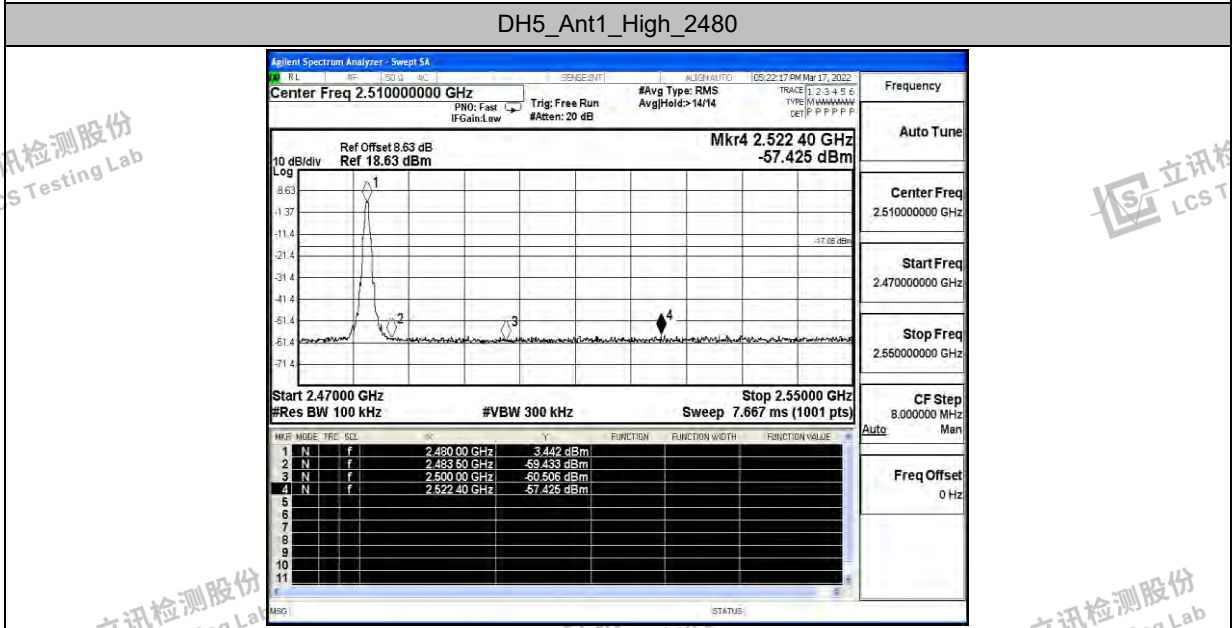 DH5_Ant1_High_2480
Agilent Spectrum Analyzer - Swept SA
RL RF 50 Ω AC SENSE:INT ALIGN AUTO 05:22:17 PM Mar 17, 2022
Center Freq 2.510000000 GHz
#Avg Type: RMS
TRACE 1 2 3 4 5 6
PNO: Fast
Trig: Free Run
Avg|Hold:> 14/14
TYPE M
IFGain:Low
#Atten: 20 dB
DET P P P P P P
Ref Offset 8.63 dB
10 dB/div Ref 18.63 dBm
Mkr4 2.522 40 GHz
-57.425 dBm
Log
8.63
-1.37
-11.4
-21.4
-31.4
-41.4
-51.4
-61.4
-71.4
1
2
3
4
Start 2.47000 GHz
Stop 2.55000 GHz
#Res BW 100 kHz
#VBW 300 kHz
Sweep 7.667 ms (1001 pts)
MKR MODE TRC SCL X Y FUNCTION FUNCTION WIDTH FUNCTION VALUE
1 N f 2.480 00 GHz 3.442 dBm
2 N f 2.483 50 GHz -59.433 dBm
3 N f 2.500 00 GHz -60.506 dBm
4 N f 2.522 40 GHz -57.425 dBm
5
6
7
8
9
10
11
MSG
STATUS
Frequency
Auto Tune
Center Freq
2.510000000 GHz
Start Freq
2.470000000 GHz
Stop Freq
2.550000000 GHz
CF Step
8.000000 MHz
Auto Man
Freq Offset
0 Hz
讯检测股份
CS Testing Lab
立讯检
LCS T
立讯检测股份
立讯检测股份